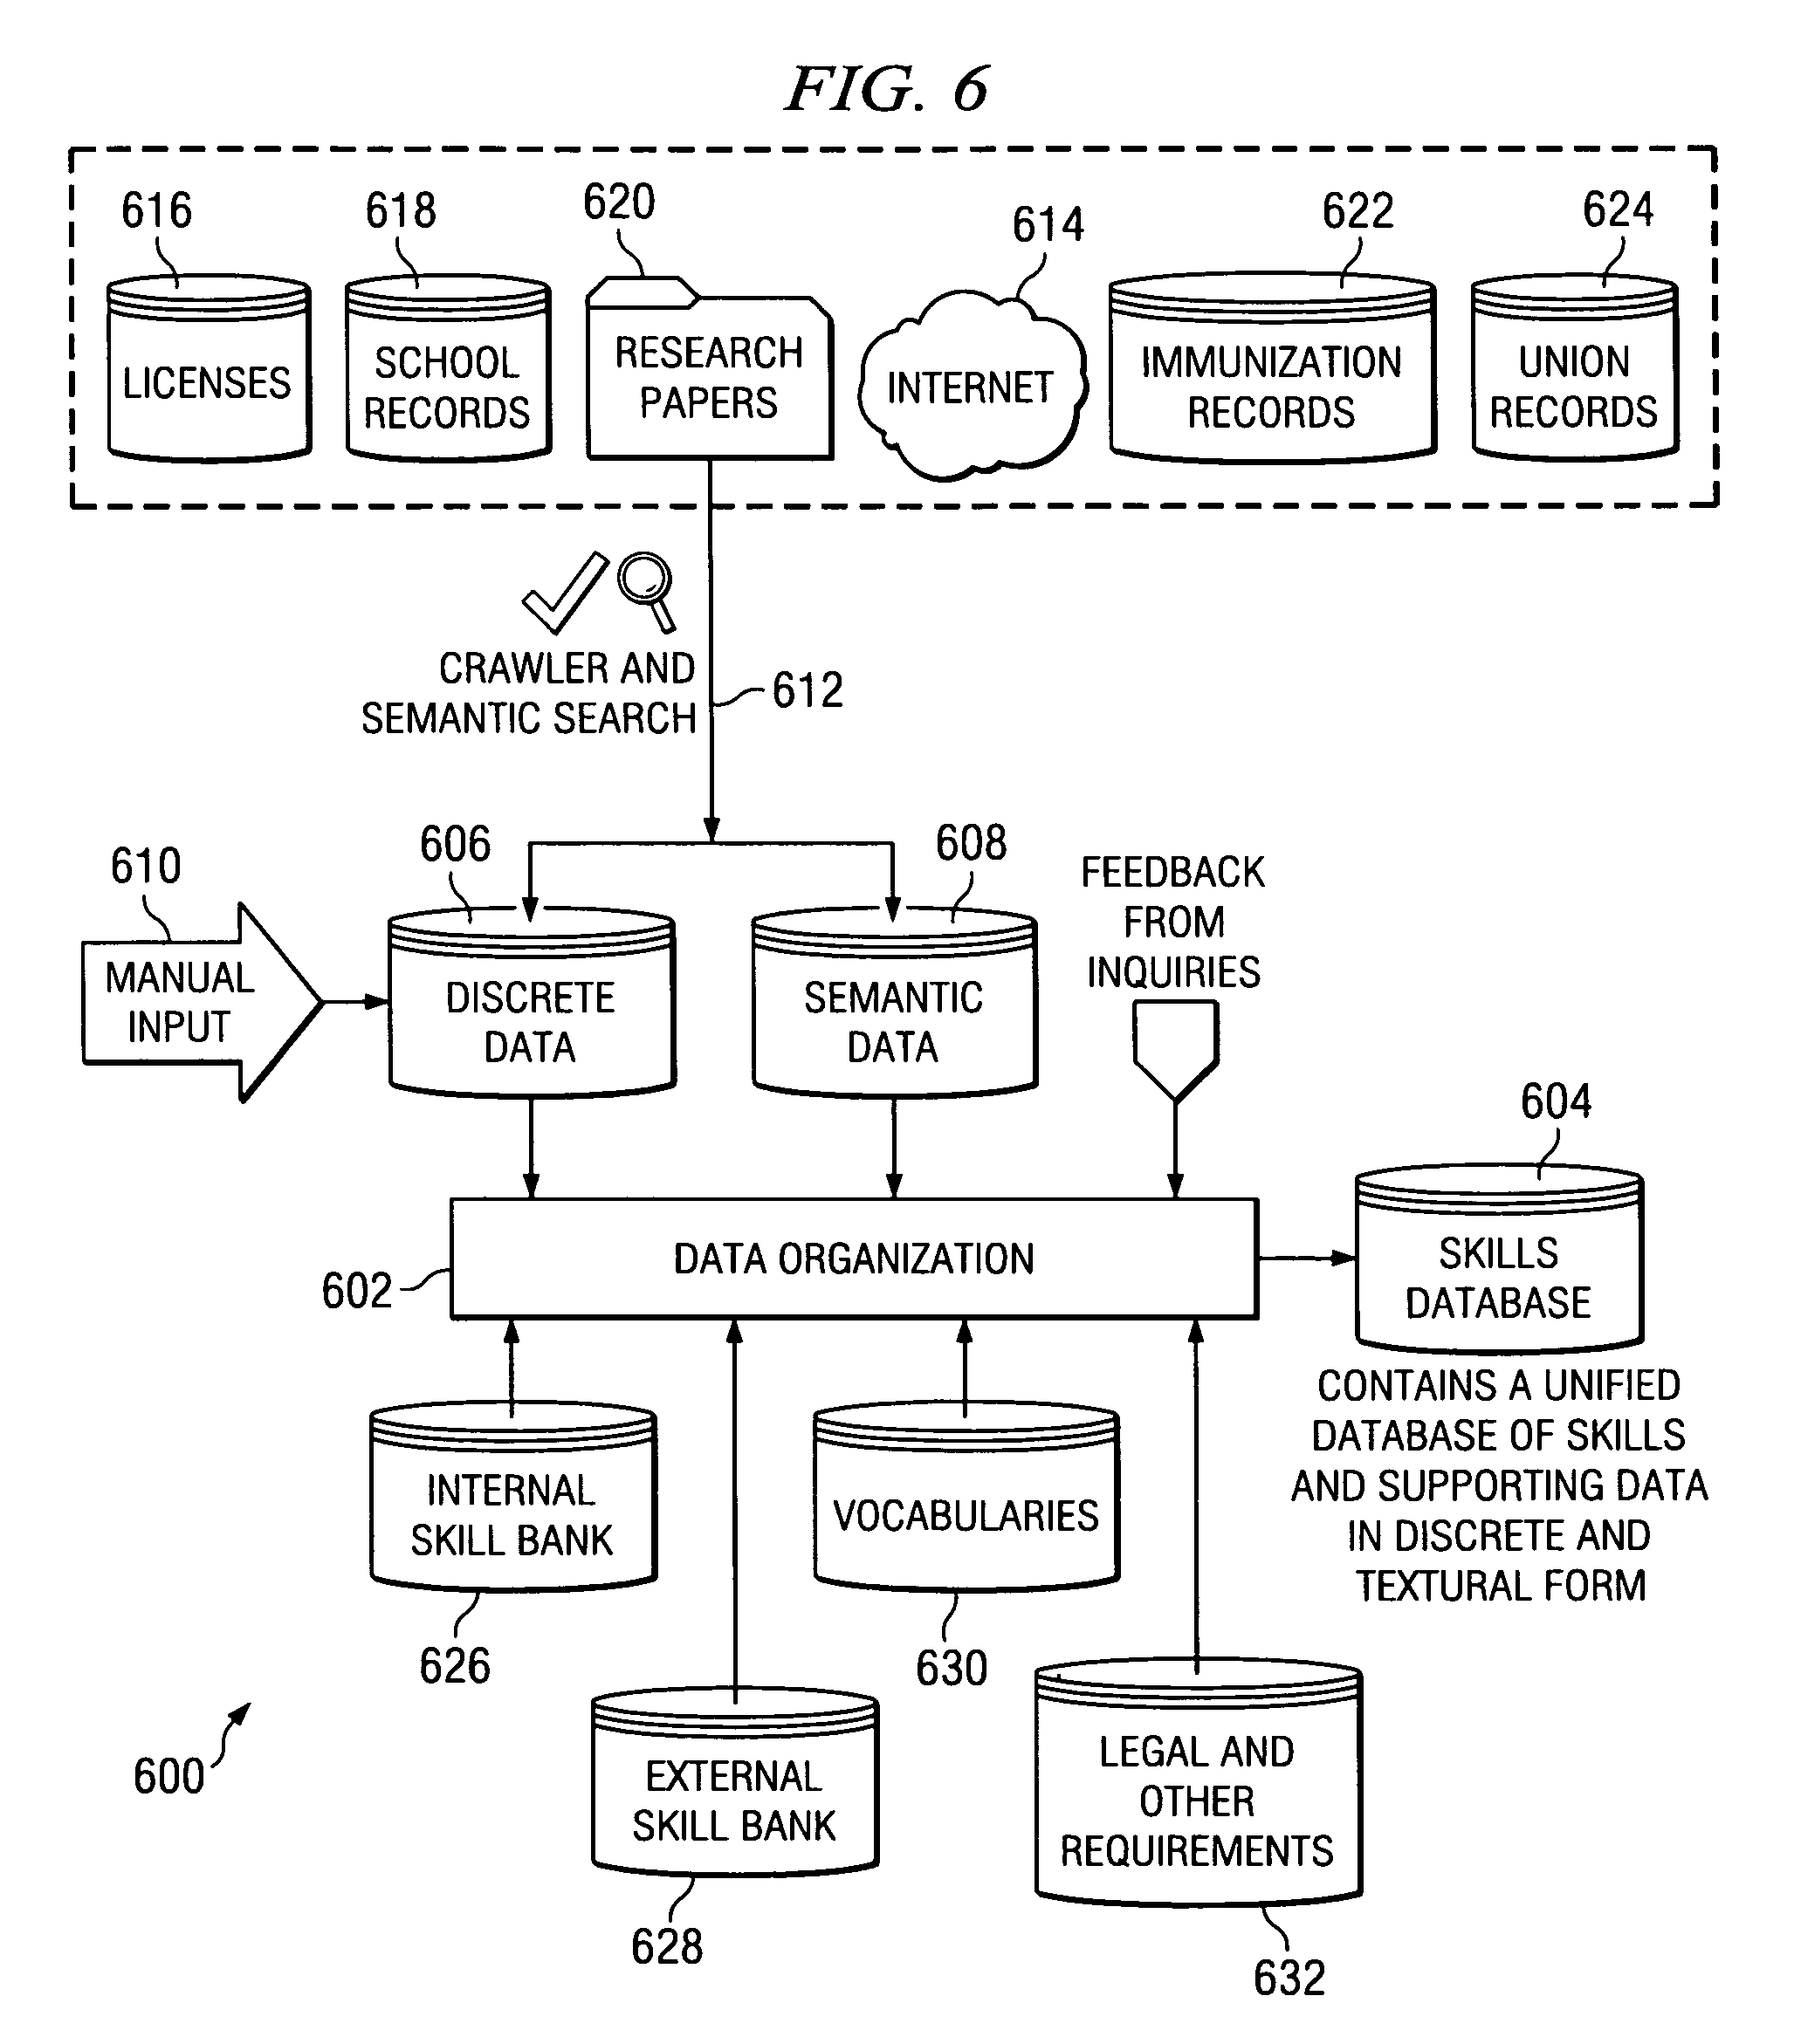 FIG. 6
616
618
620
614
622
624
LICENSES
SCHOOL
RECORDS
RESEARCH
PAPERS
INTERNET
IMMUNIZATION
RECORDS
UNION
RECORDS
CRAWLER AND
SEMANTIC SEARCH
612
610
606
608
FEEDBACK
FROM
INQUIRIES
MANUAL
INPUT
DISCRETE
DATA
SEMANTIC
DATA
604
602
DATA ORGANIZATION
SKILLS
DATABASE
CONTAINS A UNIFIED
DATABASE OF SKILLS
AND SUPPORTING DATA
IN DISCRETE AND
TEXTURAL FORM
INTERNAL
SKILL BANK
VOCABULARIES
626
630
600
EXTERNAL
SKILL BANK
LEGAL AND
OTHER
REQUIREMENTS
628
632